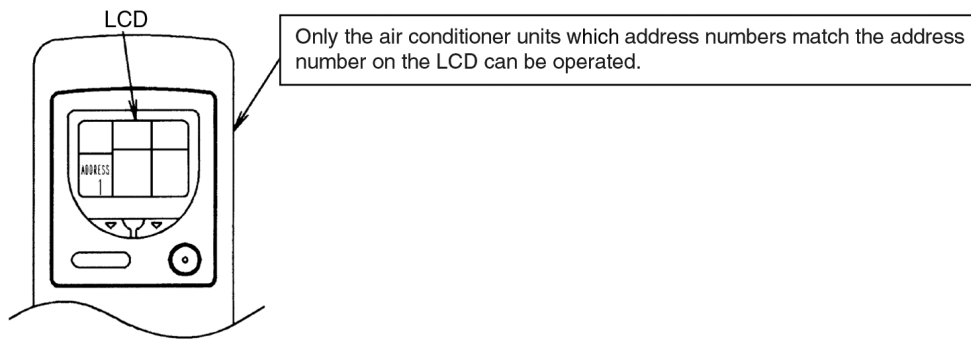 LCD
Only the air conditioner units which address numbers match the address
number on the LCD can be operated.
ADDRESS
1